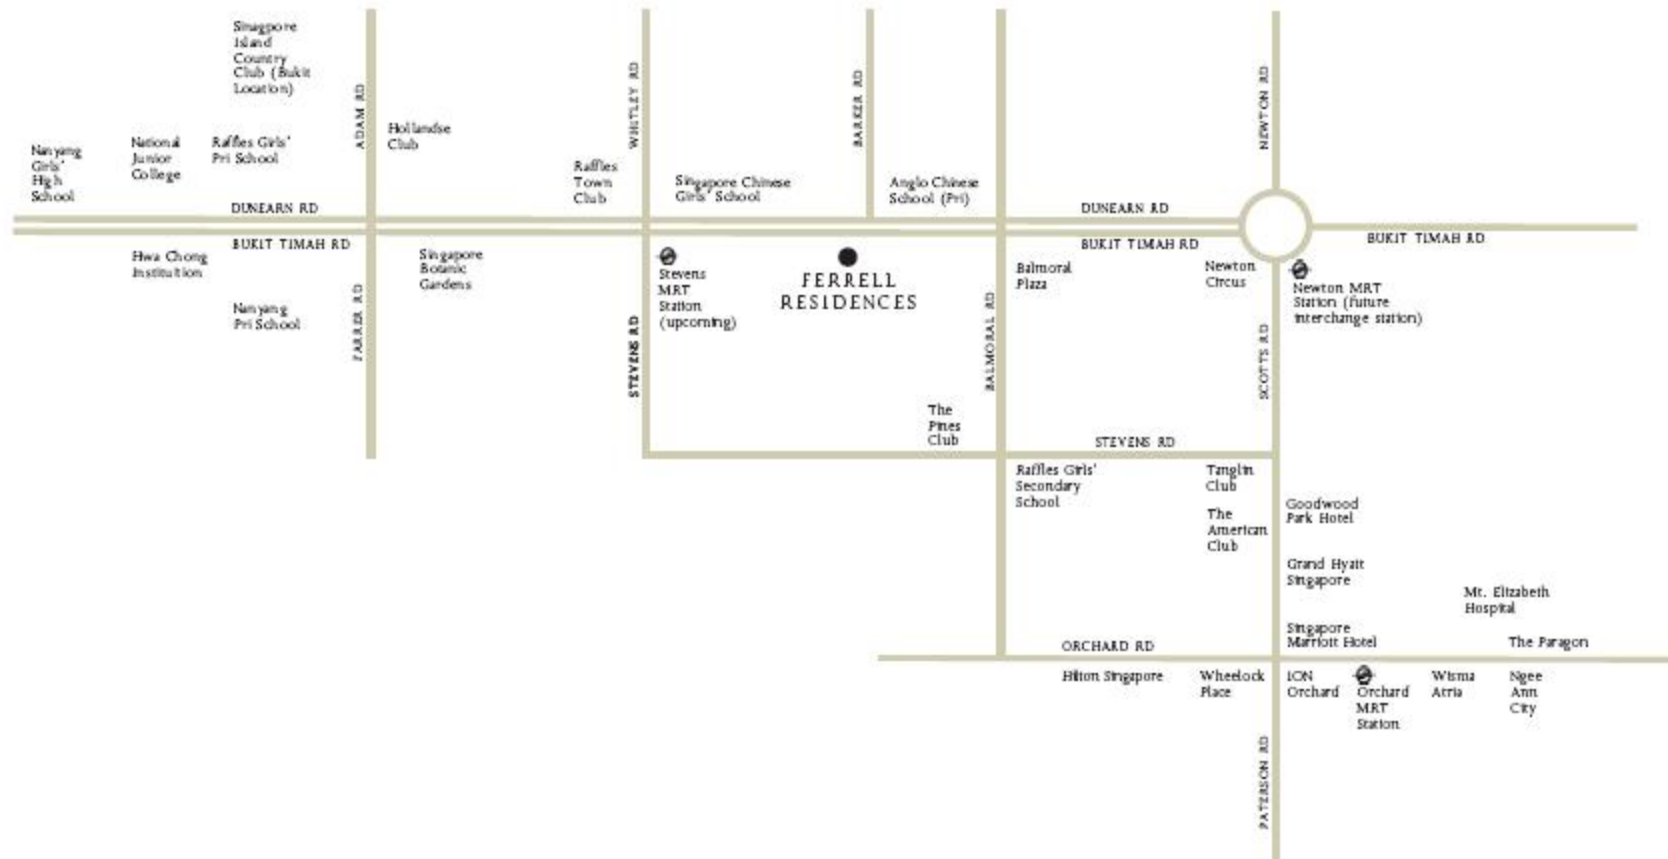 Sinagpore
Island
Country
Club (Bukit
Location)
ADAM RD
WHITLEY RD
BARKER RD
NEWTON RD
Nanyang
Girls'
High
School
National
Junior
College
Raffles Girls'
Pri School
Hollandse
Club
Raffles
Town
Club
Singapore Chinese
Girls' School
Anglo Chinese
School (Pri)
DUNEARN RD
DUNEARN RD
BUKIT TIMAH RD
BUKIT TIMAH RD
BUKIT TIMAH RD
Hwa Chong
Institution
Nanyang
Pri School
FARRER RD
Singapore
Botanic
Gardens
STEVENS RD
Stevens
MRT
Station
(upcoming)
FERRELL
RESIDENCES
BALMORAL RD
Balmoral
Plaza
Newton
Circus
Newton MRT
Station (future
interchange station)
SCOTTS RD
The
Pines
Club
STEVENS RD
Raffles Girls'
Secondary
School
Tanglin
Club
The
American
Club
Goodwood
Park Hotel
Grand Hyatt
Singapore
Mt. Elizabeth
Hospital
Singapore
Marriott Hotel
The Paragon
ORCHARD RD
Hilton Singapore
Wheelock
Place
ION
Orchard
Orchard
MRT
Station
Wisma
Atria
Ngee
Ann
City
PATERSON RD